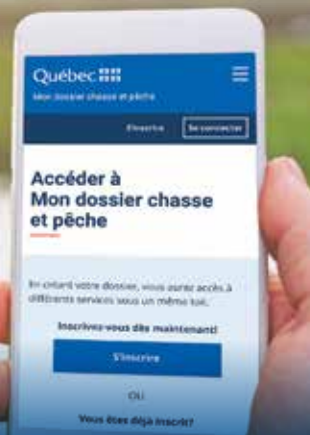 Québec
Mon dossier chasse et pêche
S'inscrire Se connecter
Accéder à
Mon dossier chasse
et pêche
En créant votre dossier, vous aurez accès à
différents services sous un même toit.
Inscrivez-vous dès maintenant!
S'inscrire
OU
Vous êtes déjà inscrit?